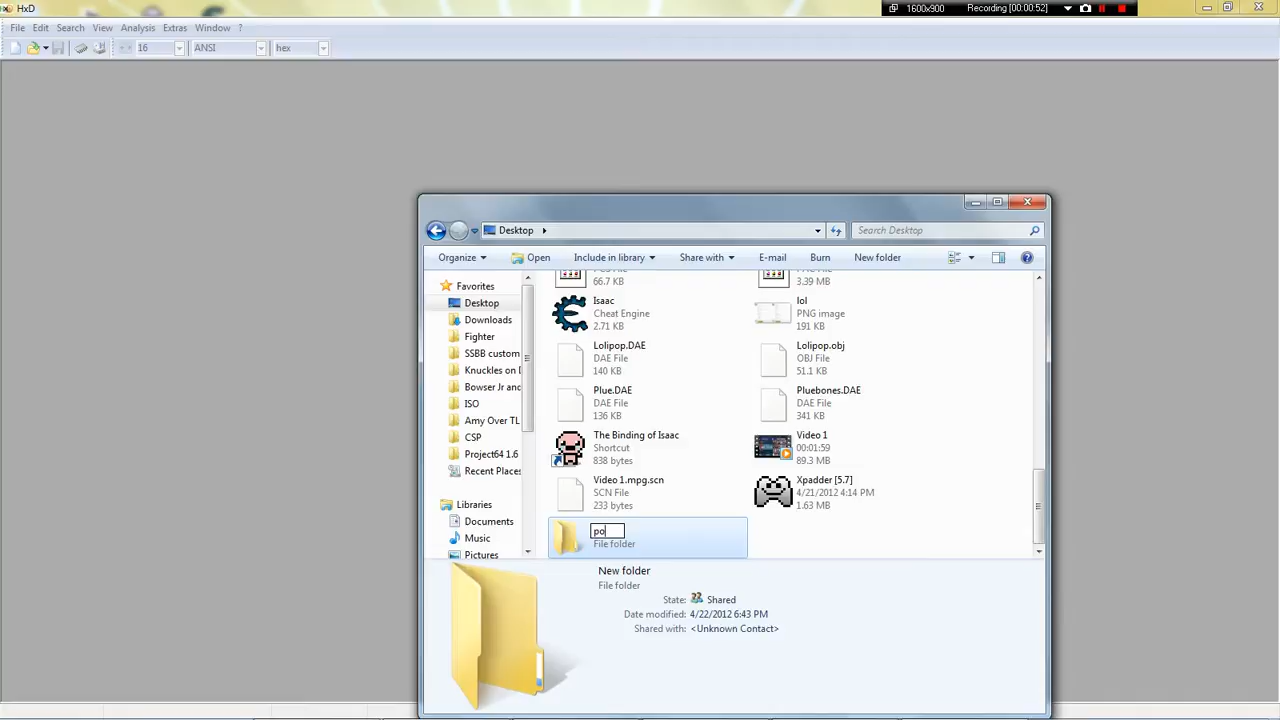 HxD
1600x900
Recording [00:00:52]
File Edit Search View Analysis Extras Window ?
16
ANSI
hex
Desktop
Search Desktop
Organize
Open
Include in library
Share with
E-mail
Burn
New folder
Favorites
Desktop
Downloads
Fighter
SSBB custom
Knuckles on
Bowser Jr and
ISO
Amy Over TL
CSP
Project64 1.6
Recent Places
Libraries
Documents
Music
Pictures
66.7 KB
3.39 MB
Isaac
Cheat Engine
2.71 KB
lol
PNG image
191 KB
Lolipop.DAE
DAE File
140 KB
Lolipop.obj
OBJ File
51.1 KB
Plue.DAE
DAE File
136 KB
Pluebones.DAE
DAE File
341 KB
The Binding of Isaac
Shortcut
838 bytes
Video 1
00:01:59
89.3 MB
Video 1.mpg.scn
SCN File
233 bytes
Xpadder [5.7]
4/21/2012 4:14 PM
1.63 MB
po
File folder
New folder
File folder
State: Shared
Date modified: 4/22/2012 6:43 PM
Shared with: <Unknown Contact>